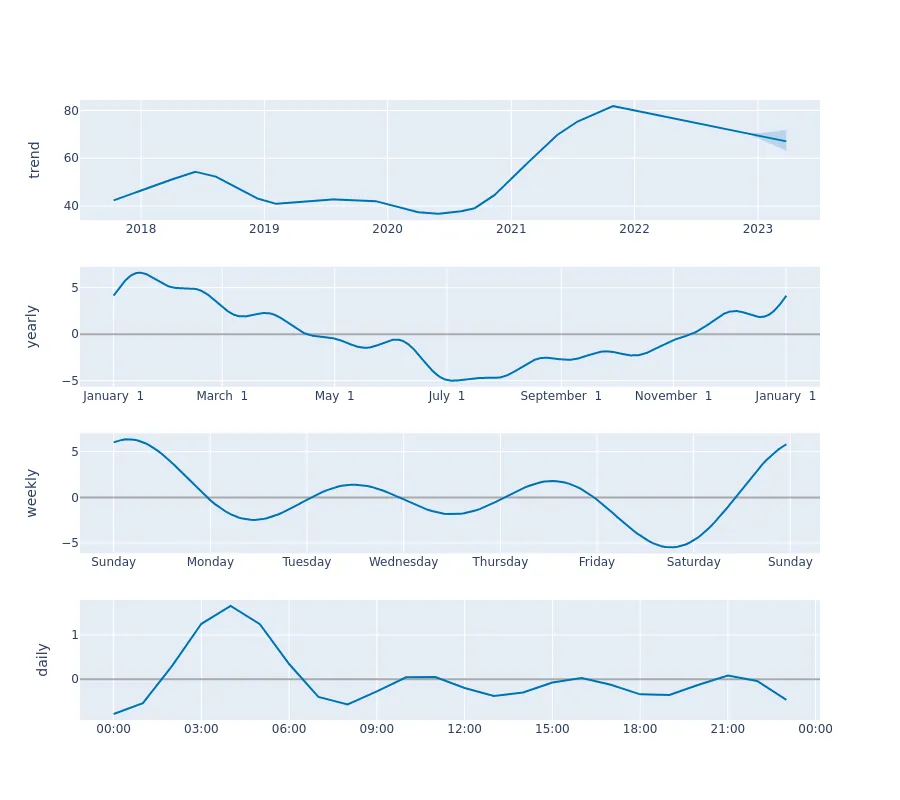 trend
80
60
40
2018 2019 2020 2021 2022 2023
yearly
5
0
−5
January 1 March 1 May 1 July 1 September 1 November 1 January 1
weekly
5
0
−5
Sunday Monday Tuesday Wednesday Thursday Friday Saturday Sunday
daily
1
0
00:00 03:00 06:00 09:00 12:00 15:00 18:00 21:00 00:00